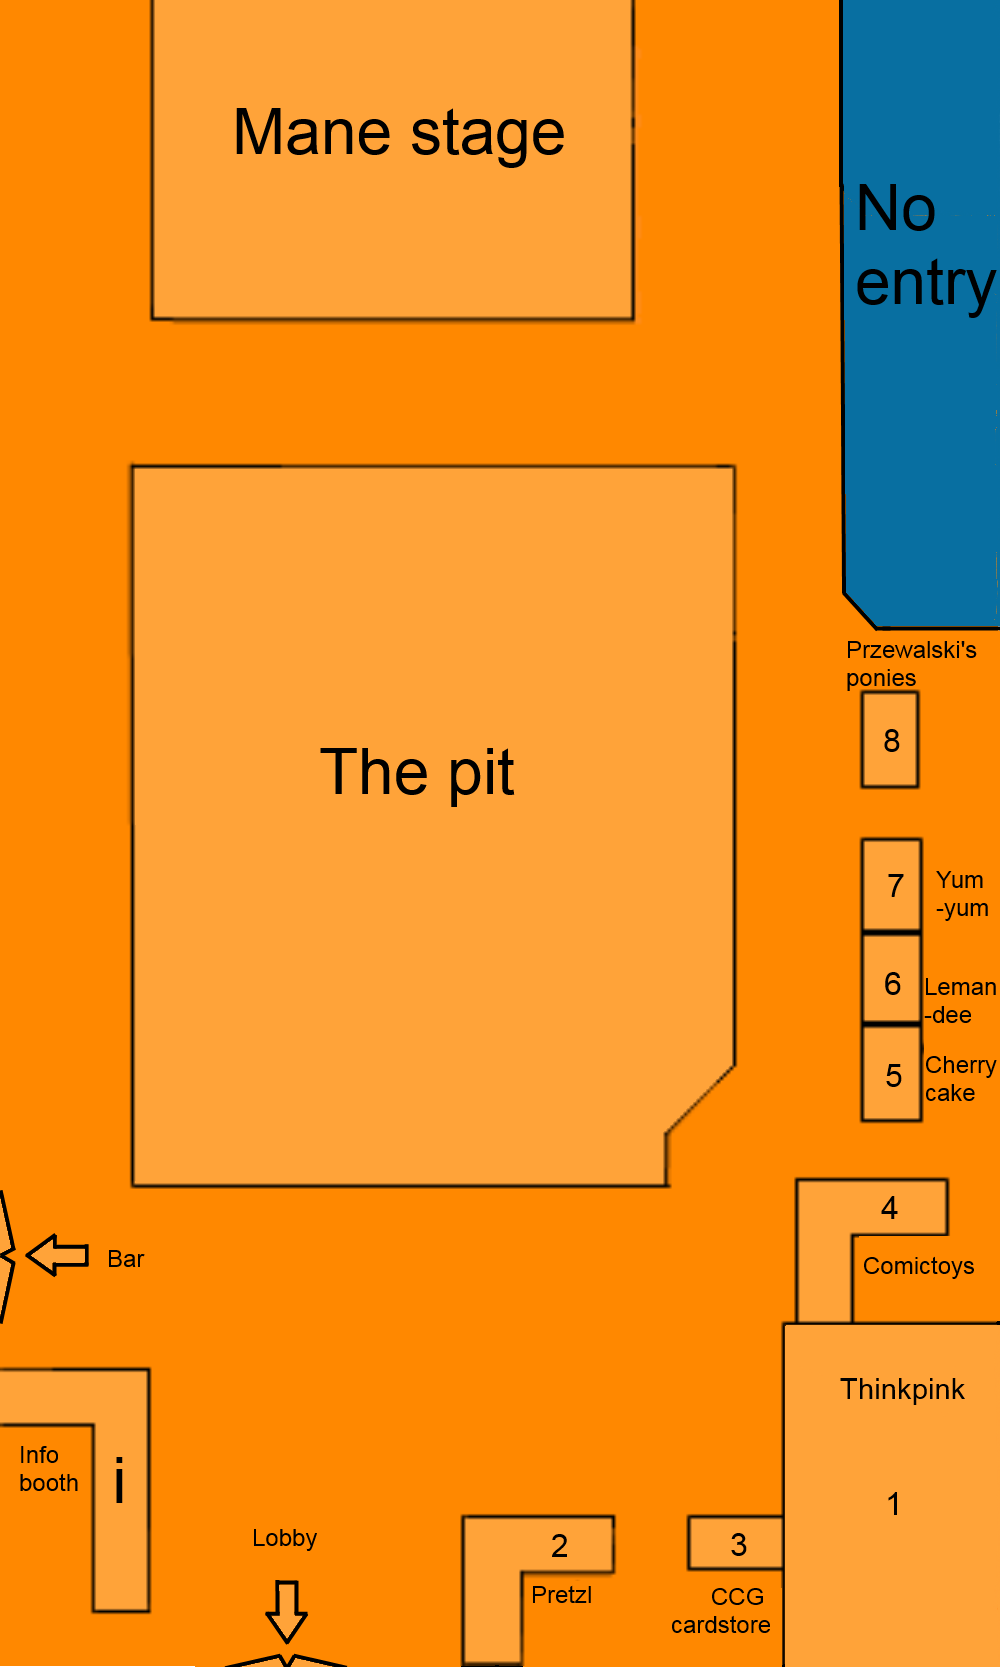 Mane stage
No
entry
Przewalski's
ponies
8
The pit
7
Yum
-yum
6
Leman
-dee
5
Cherry
cake
4
Comictoys
Bar
Thinkpink
1
Info
booth
i
Lobby
2
Pretzl
3
CCG
cardstore